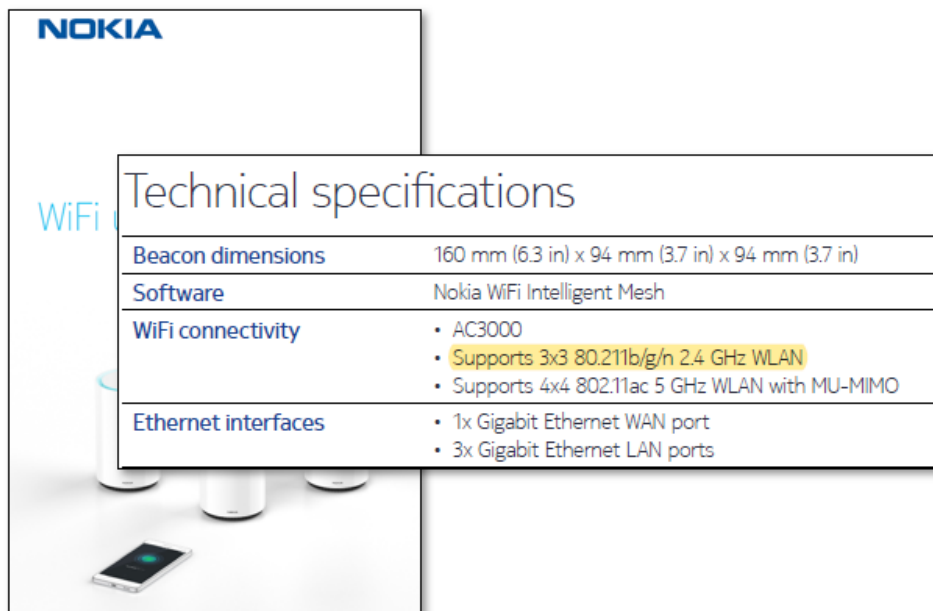 NOKIA
WiFi
Technical specifications
Beacon dimensions 160 mm (6.3 in) x 94 mm (3.7 in) x 94 mm (3.7 in)
Software Nokia WiFi Intelligent Mesh
WiFi connectivity • AC3000
• Supports 3x3 80.211b/g/n 2.4 GHz WLAN
• Supports 4x4 802.11ac 5 GHz WLAN with MU-MIMO
Ethernet interfaces • 1x Gigabit Ethernet WAN port
• 3x Gigabit Ethernet LAN ports